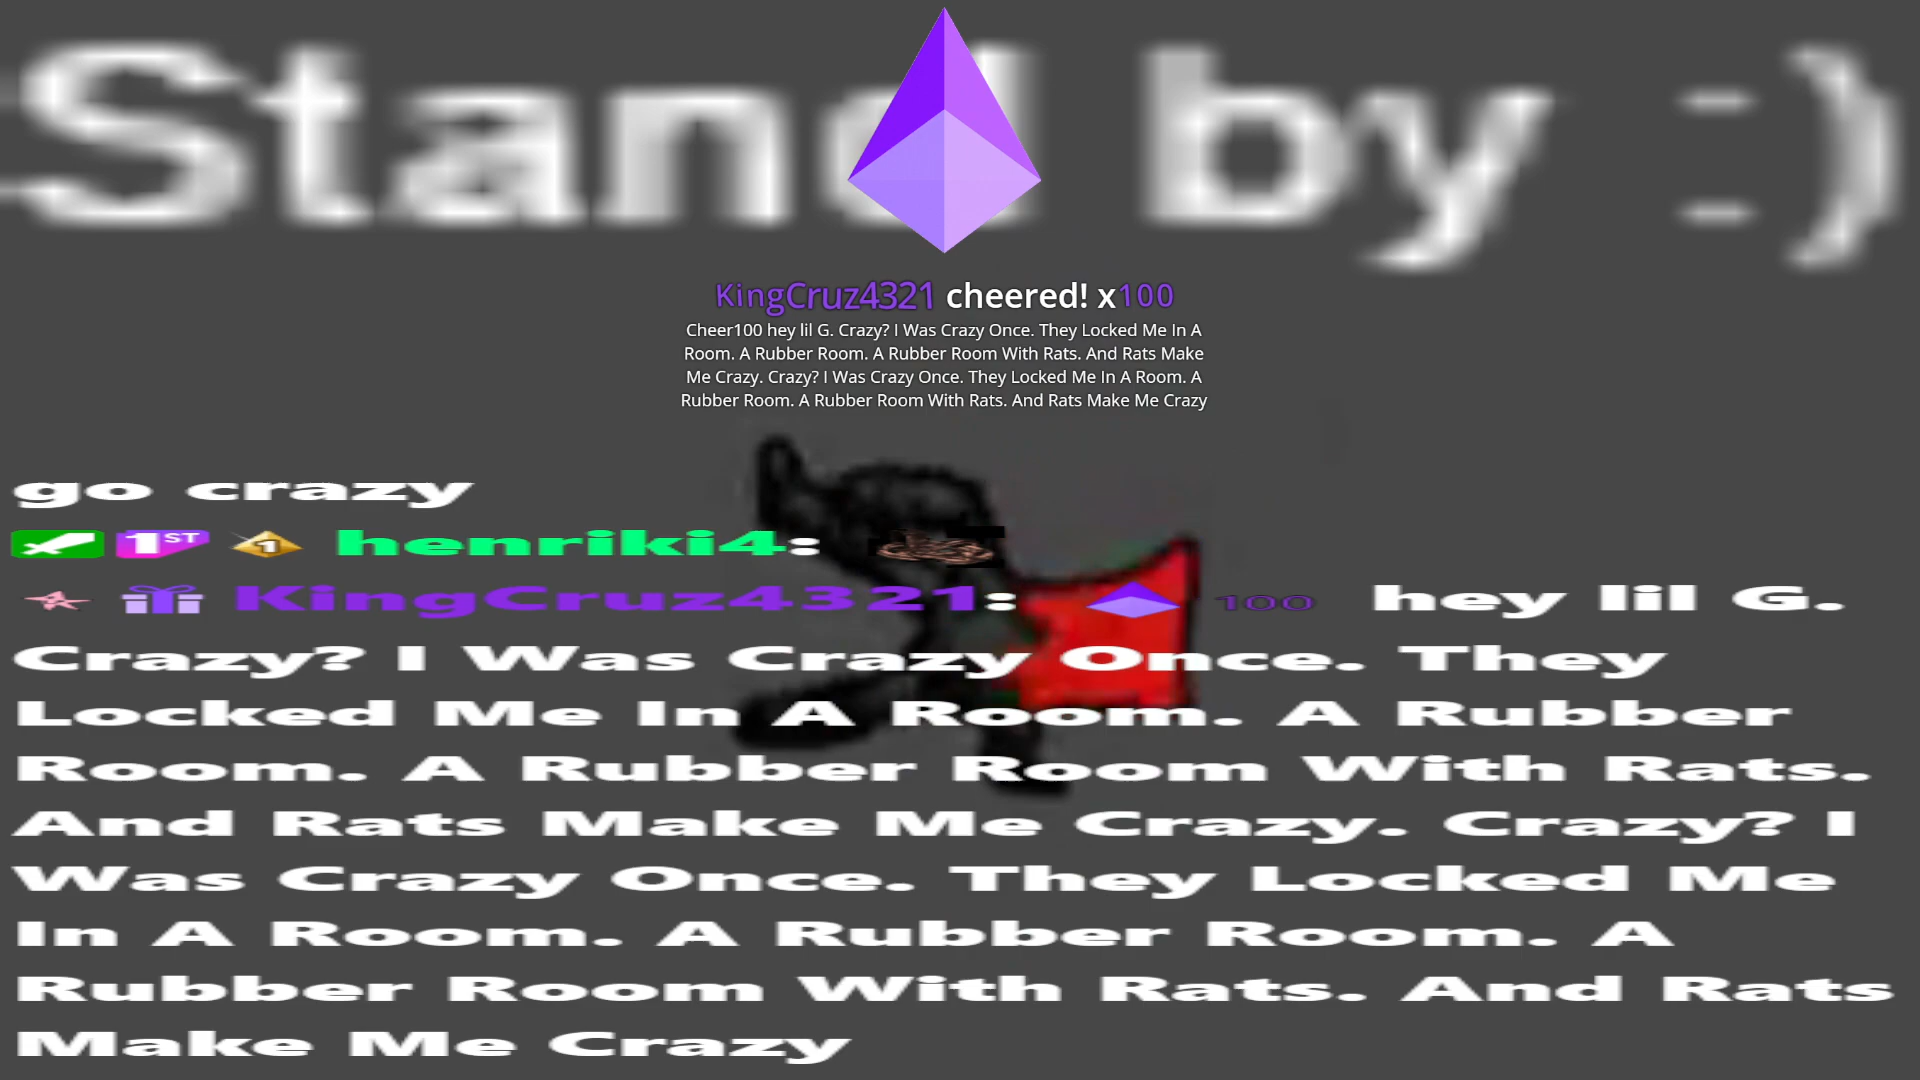 Stand by :)
KingCruz4321 cheered! x100
Cheer100 hey lil G. Crazy? I Was Crazy Once. They Locked Me In A
Room. A Rubber Room. A Rubber Room With Rats. And Rats Make
Me Crazy. Crazy? I Was Crazy Once. They Locked Me In A Room. A
Rubber Room. A Rubber Room With Rats. And Rats Make Me Crazy
go crazy
1ST 1 henriki4:
KingCruz4321: 100 hey lil G.
Crazy? I Was Crazy Once. They
Locked Me In A Room. A Rubber
Room. A Rubber Room With Rats.
And Rats Make Me Crazy. Crazy? I
Was Crazy Once. They Locked Me
In A Room. A Rubber Room. A
Rubber Room With Rats. And Rats
Make Me Crazy